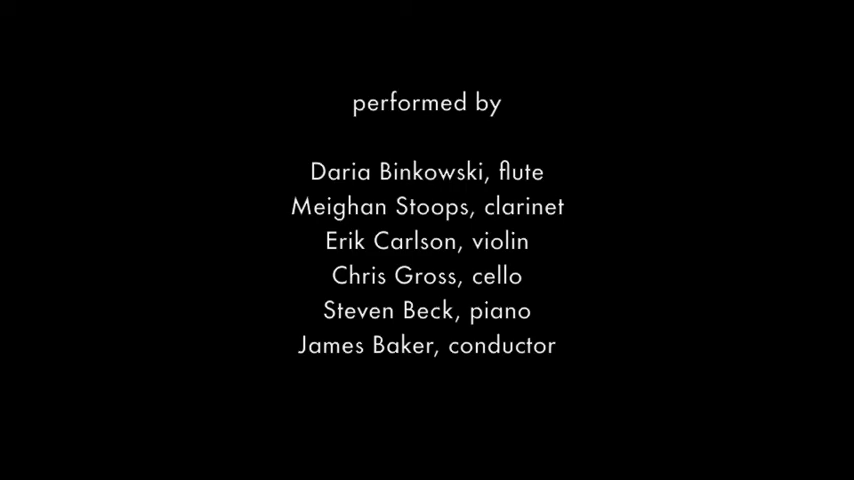 performed by
Daria Binkowski, flute
Meighan Stoops, clarinet
Erik Carlson, violin
Chris Gross, cello
Steven Beck, piano
James Baker, conductor